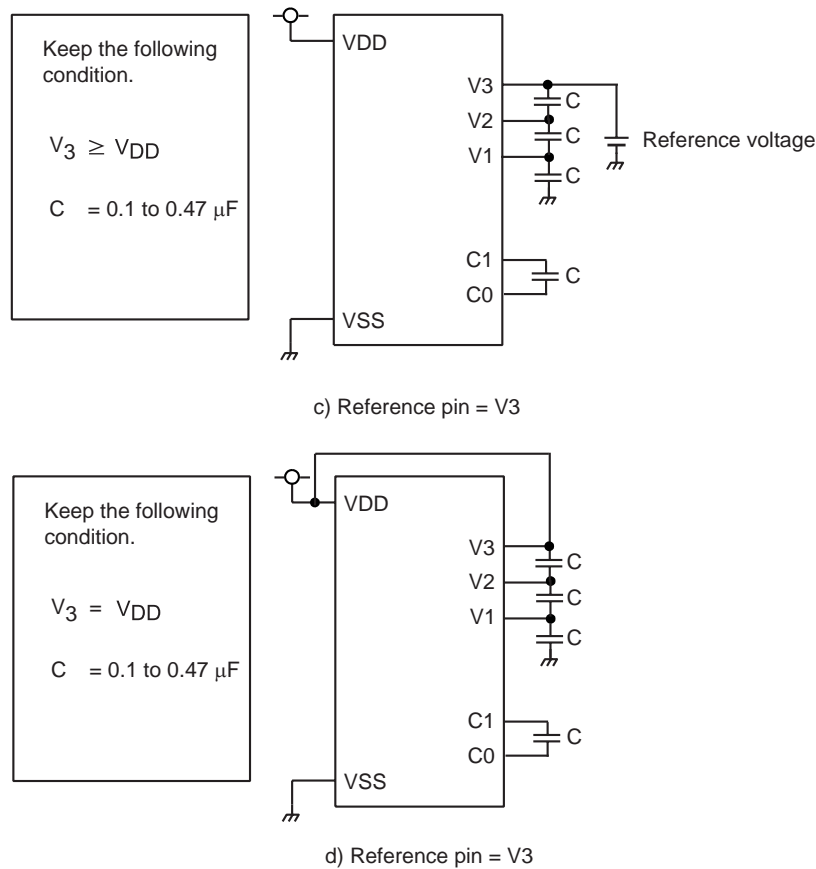 Keep the following
condition.
V3 ≥ VDD
C = 0.1 to 0.47 μF
VDD
V3
C
V2
C
Reference voltage
V1
C
C1
C
C0
VSS
c) Reference pin = V3
Keep the following
condition.
V3 = VDD
C = 0.1 to 0.47 μF
VDD
V3
C
V2
C
V1
C
C1
C
C0
VSS
d) Reference pin = V3